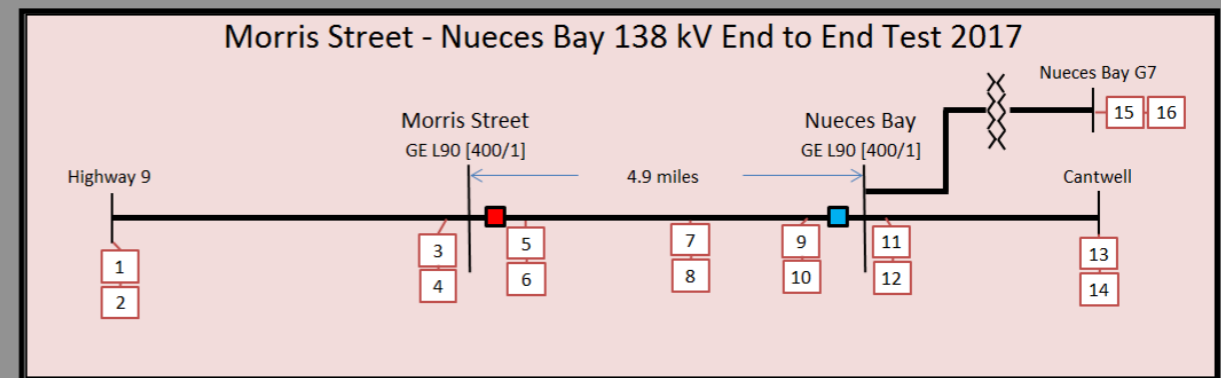 Morris Street - Nueces Bay 138 kV End to End Test 2017
Nueces Bay G7
15 16
Morris Street
GE L90 [400/1]
Nueces Bay
GE L90 [400/1]
Highway 9
4.9 miles
Cantwell
1
2
3
4
5
6
7
8
9
10
11
12
13
14